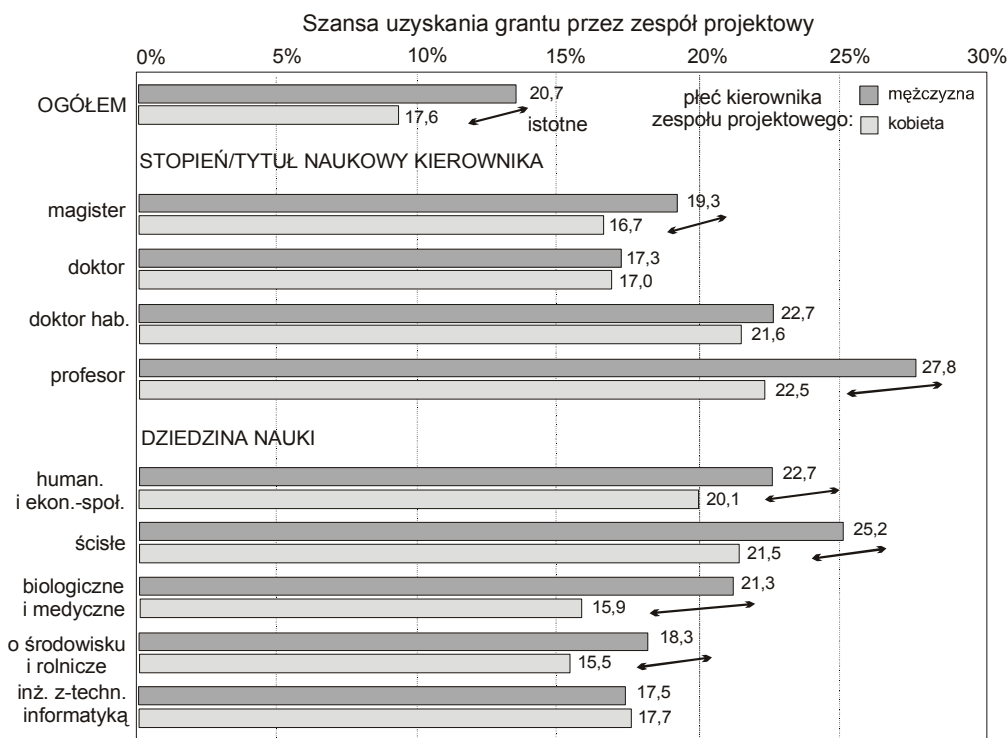 Szansa uzyskania grantu przez zespół projektowy
0% 5% 10% 15% 20% 25% 30%
OGÓŁEM
20,7
17,6
istotne
płeć kierownika
zespołu projektowego:
mężczyzna
kobieta
STOPIEŃ/TYTUŁ NAUKOWY KIEROWNIKA
magister
19,3
16,7
doktor
17,3
17,0
doktor hab.
22,7
21,6
profesor
27,8
22,5
DZIEDZINA NAUKI
human.
i ekon.-społ.
22,7
20,1
ścisłe
25,2
21,5
biologiczne
i medyczne
21,3
15,9
o środowisku
i rolnicze
18,3
15,5
inż. z-techn.
informatyką
17,5
17,7